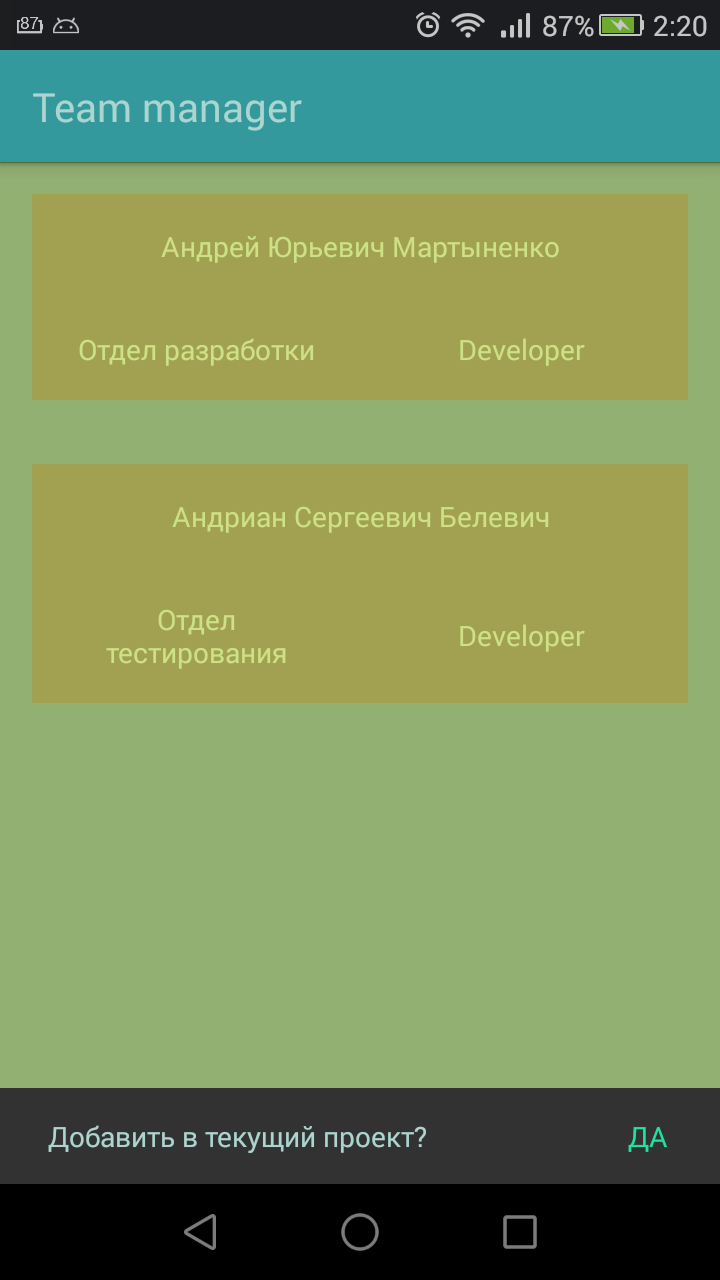 87
87% 2:20
Team manager
Андрей Юрьевич Мартыненко
Отдел разработки Developer
Андриан Сергеевич Белевич
Отдел
тестирования
Developer
Добавить в текущий проект? ДА